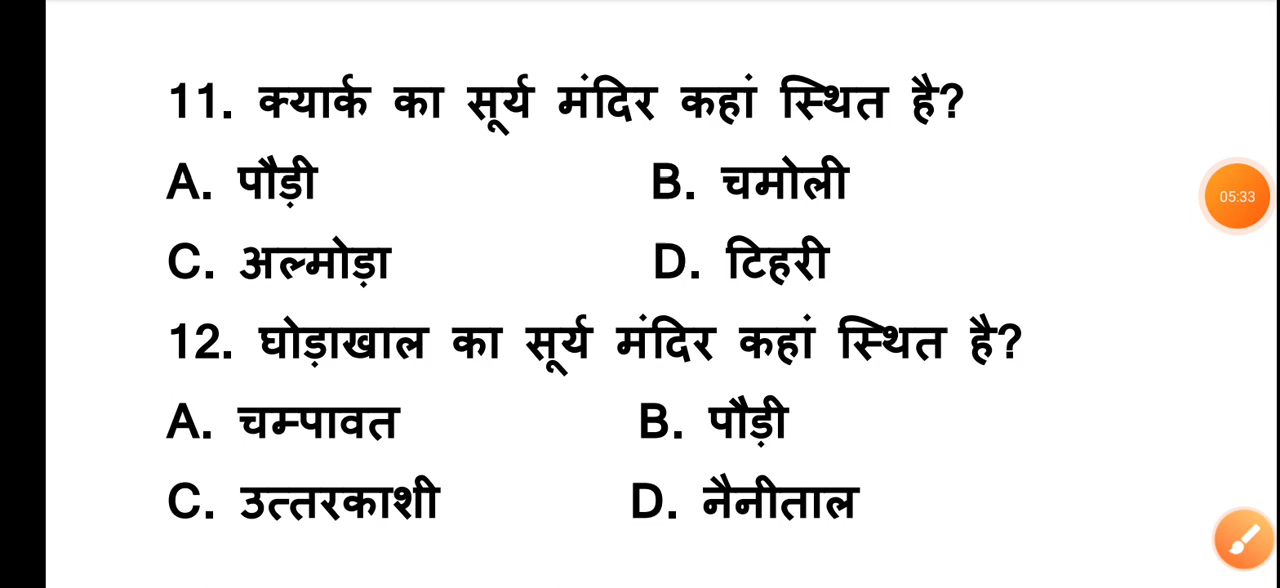 11. क्यार्क का सूर्य मंदिर कहां स्थित है?
A. पौड़ी B. चमोली
C. अल्मोड़ा D. टिहरी
12. घोड़ाखाल का सूर्य मंदिर कहां स्थित है?
A. चम्पावत B. पौड़ी
C. उत्तरकाशी D. नैनीताल
05:33